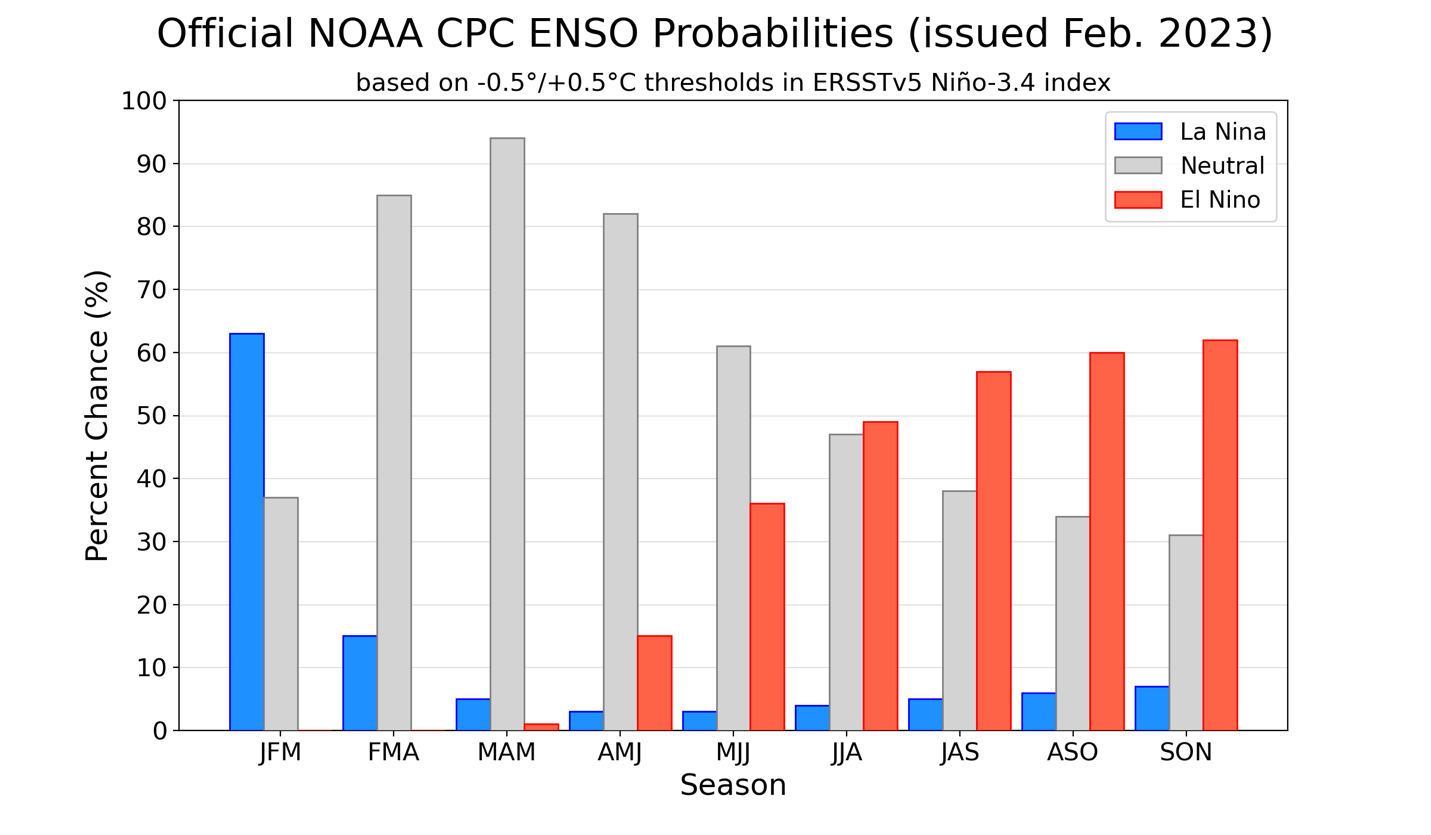 Official NOAA CPC ENSO Probabilities (issued Feb. 2023)
based on -0.5°/+0.5°C thresholds in ERSSTv5 Niño-3.4 index
La Nina
Neutral
El Nino
Percent Chance (%)
100
90
80
70
60
50
40
30
20
10
0
JFM FMA MAM AMJ MJJ JJA JAS ASO SON
Season